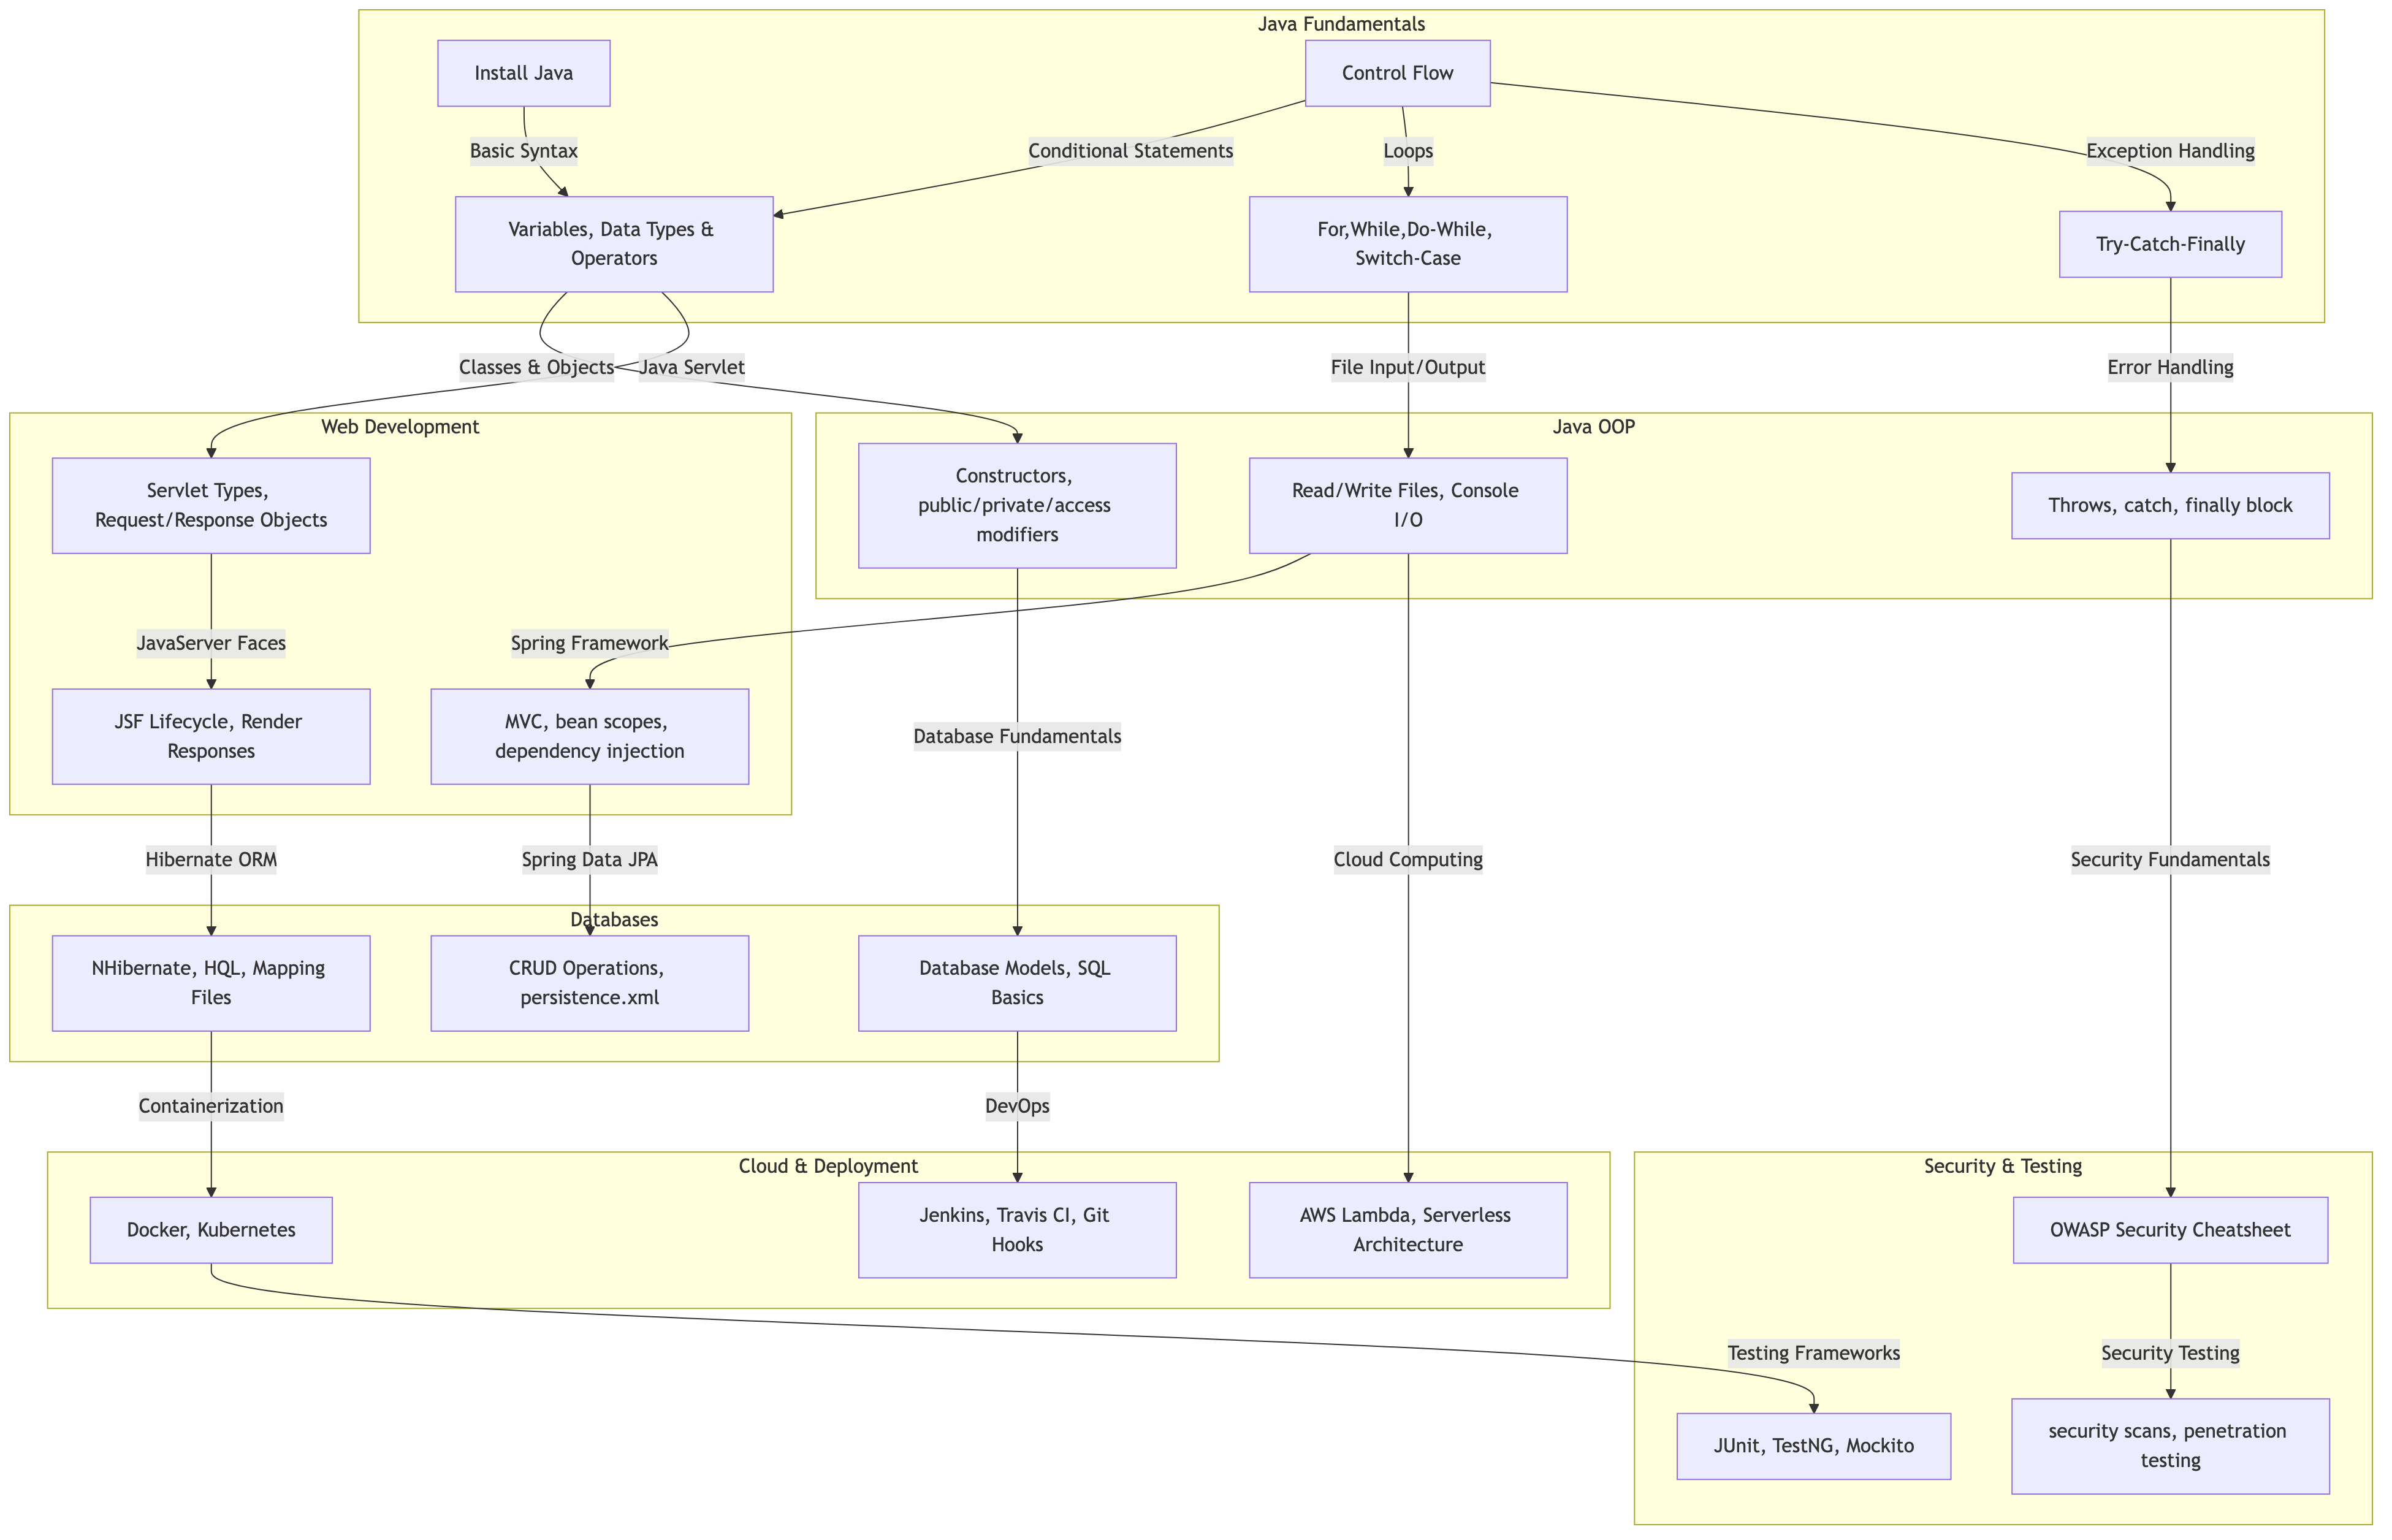 Java Fundamentals
Install Java
Control Flow
Basic Syntax
Conditional Statements
Loops
Exception Handling
Variables, Data Types &
Operators
For,While,Do-While,
Switch-Case
Try-Catch-Finally
Classes & Objects
Java Servlet
File Input/Output
Error Handling
Web Development
Java OOP
Servlet Types,
Request/Response Objects
Constructors,
public/private/access
modifiers
Read/Write Files, Console
I/O
Throws, catch, finally block
JavaServer Faces
Spring Framework
JSF Lifecycle, Render
Responses
MVC, bean scopes,
dependency injection
Database Fundamentals
Hibernate ORM
Spring Data JPA
Cloud Computing
Security Fundamentals
Databases
NHibernate, HQL, Mapping
Files
CRUD Operations,
persistence.xml
Database Models, SQL
Basics
Containerization
DevOps
Cloud & Deployment
Security & Testing
Docker, Kubernetes
Jenkins, Travis CI, Git
Hooks
AWS Lambda, Serverless
Architecture
OWASP Security Cheatsheet
Testing Frameworks
Security Testing
JUnit, TestNG, Mockito
security scans, penetration
testing